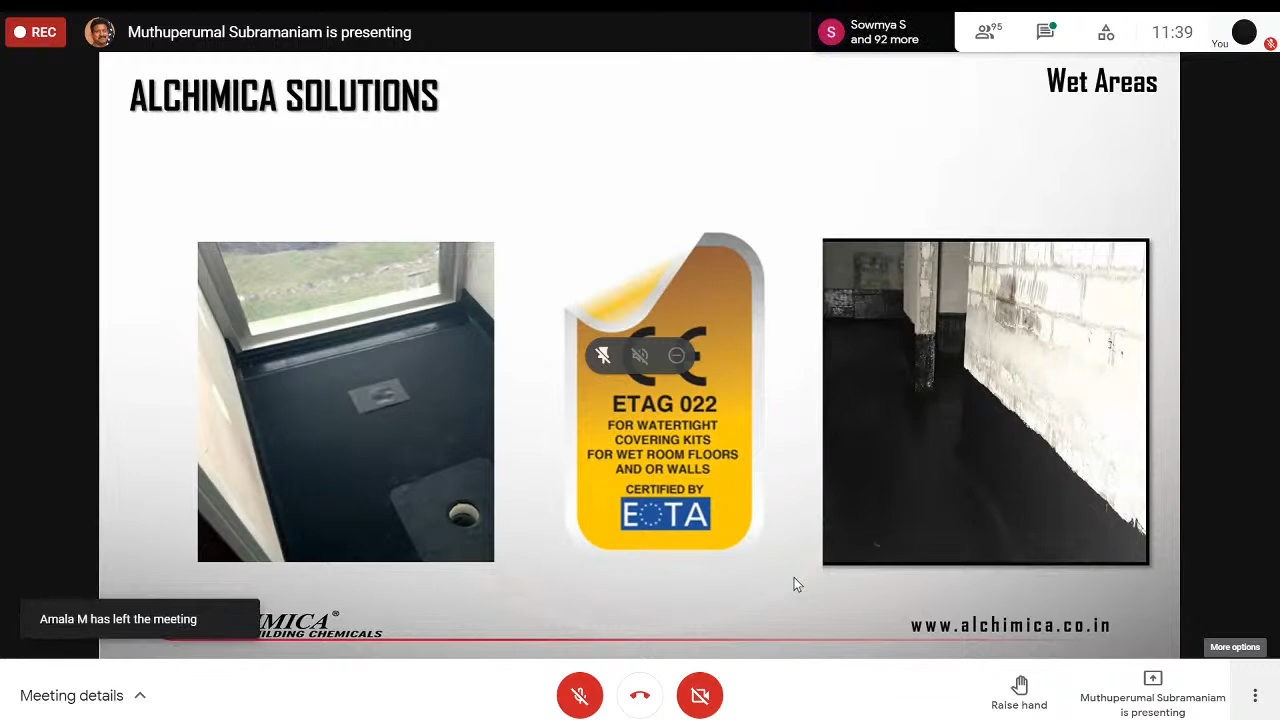 REC
Muthuperumal Subramaniam is presenting
S
Sowmya S
and 92 more
95
11:39
You
ALCHIMICA SOLUTIONS
Wet Areas
CE
ETAG 022
FOR WATERTIGHT
COVERING KITS
FOR WET ROOM FLOORS
AND OR WALLS
CERTIFIED BY
EOTA
Amala M has left the meeting
MICA®
ILDING CHEMICALS
www.alchimica.co.in
More options
Meeting details
Raise hand
Muthuperumal Subramaniam
is presenting